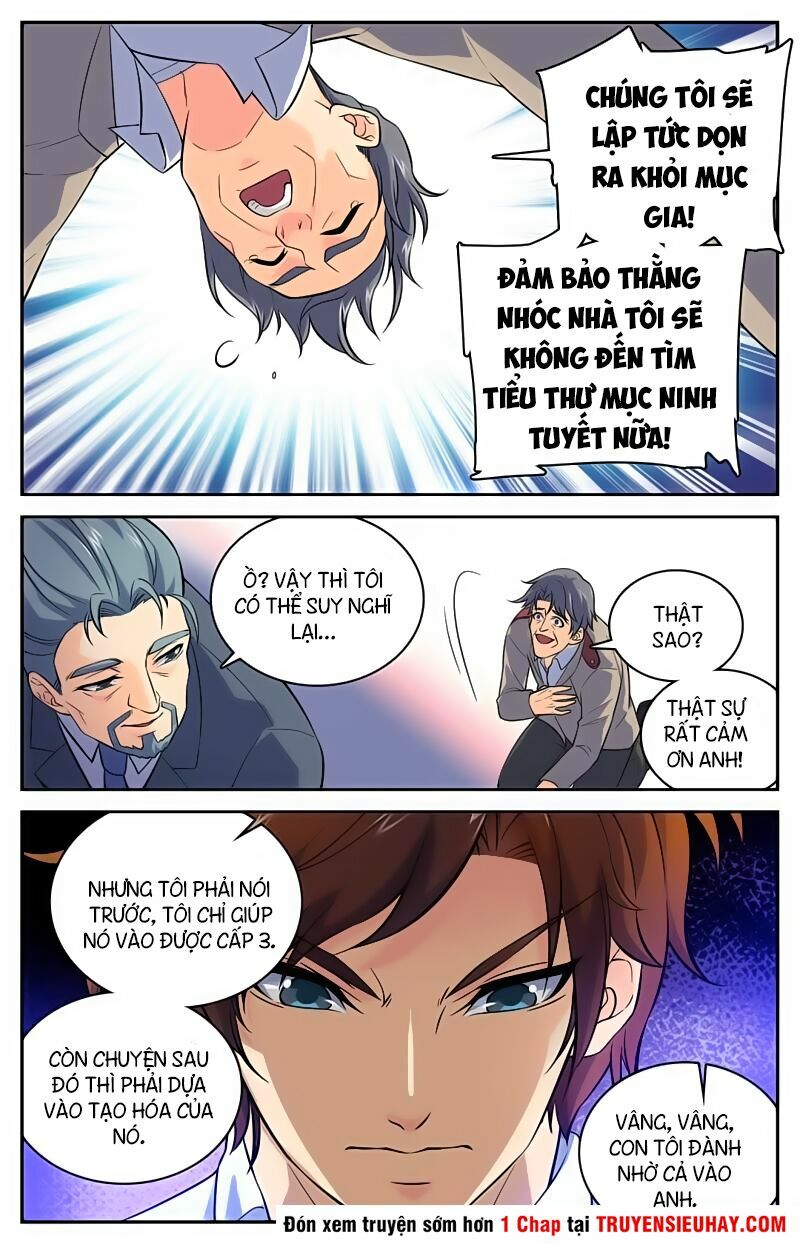 CHÚNG TÔI SẼ
LẬP TỨC DỌN
RA KHỎI MỤC
GIA!
ĐẢM BẢO THẰNG
NHÓC NHÀ TÔI SẼ
KHÔNG ĐẾN TÌM
TIỂU THƯ MỤC NINH
TUYẾT NỮA!
Ồ? VẬY THÌ TÔI
CÓ THỂ SUY NGHĨ
LẠI...
THẬT
SAO?
THẬT SỰ
RẤT CẢM
ƠN ANH!
NHƯNG TÔI PHẢI NÓI
TRƯỚC, TÔI CHỈ GIÚP
NÓ VÀO ĐƯỢC CẤP 3.
CÒN CHUYỆN SAU
ĐÓ THÌ PHẢI DỰA
VÀO TẠO HÓA CỦA
NÓ.
VÂNG, VÂNG,
CON TÔI ĐÀNH
NHỜ CẢ VÀO
ANH.
Đón xem truyện sớm hơn 1 Chap tại TRUYENSIEUHAY.COM